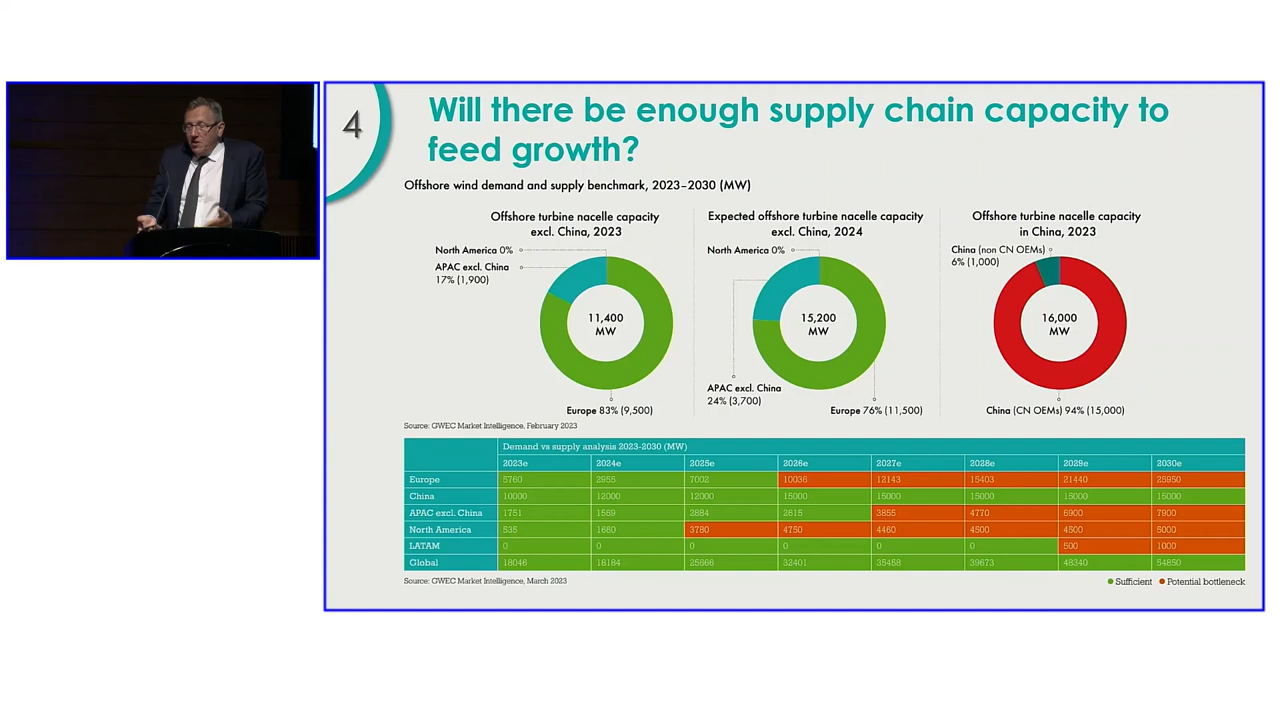 4
Will there be enough supply chain capacity to
feed growth?
Offshore wind demand and supply benchmark, 2023–2030 (MW)
Offshore turbine nacelle capacity
excl. China, 2023
North America 0%
APAC excl. China
17% (1,900)
11,400
MW
Europe 83% (9,500)
Expected offshore turbine nacelle capacity
excl. China, 2024
North America 0%
15,200
MW
APAC excl. China
24% (3,700)
Europe 76% (11,500)
Offshore turbine nacelle capacity
in China, 2023
China (non CN OEMs)
6% (1,000)
16,000
MW
China (CN OEMs) 94% (15,000)
Source: GWEC Market Intelligence, February 2023
Demand vs supply analysis 2023-2030 (MW)
2023e 2024e 2025e 2026e 2027e 2028e 2029e 2030e
Europe 5760 2955 7002 10036 12143 15403 21440 25950
China 10000 12000 12000 15000 15000 15000 15000 15000
APAC excl. China 1751 1569 2884 2615 3855 4770 6900 7900
North America 535 1660 3780 4750 4460 4500 4500 5000
LATAM 0 0 0 0 0 0 500 1000
Global 18046 18184 25666 32401 35458 39673 48340 54850
Source: GWEC Market Intelligence, March 2023
Sufficient Potential bottleneck